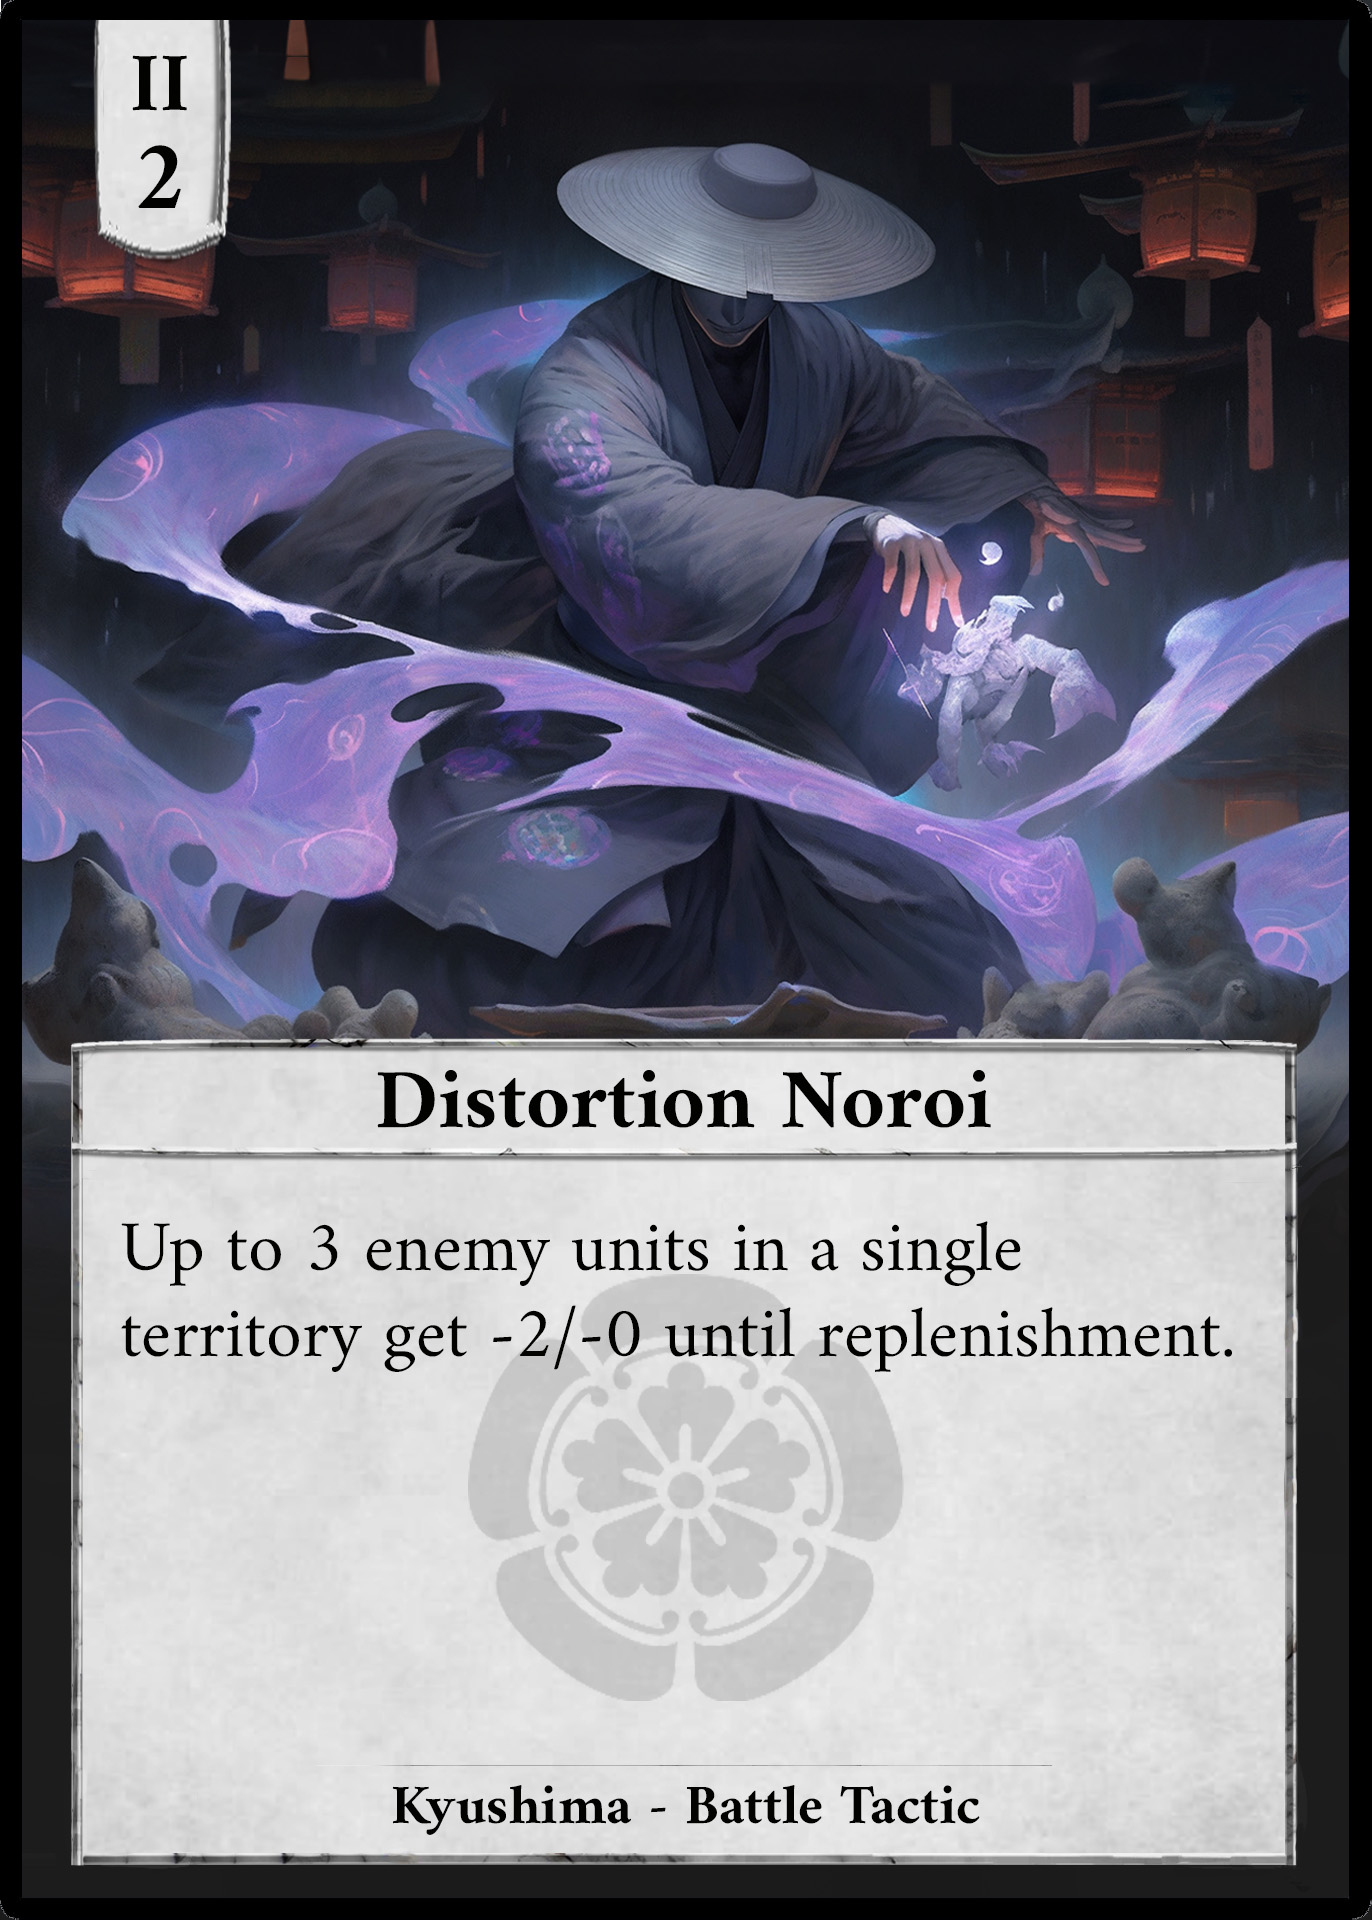 II
2
Distortion Noroi
Up to 3 enemy units in a single
territory get -2/-0 until replenishment.
Kyushima - Battle Tactic